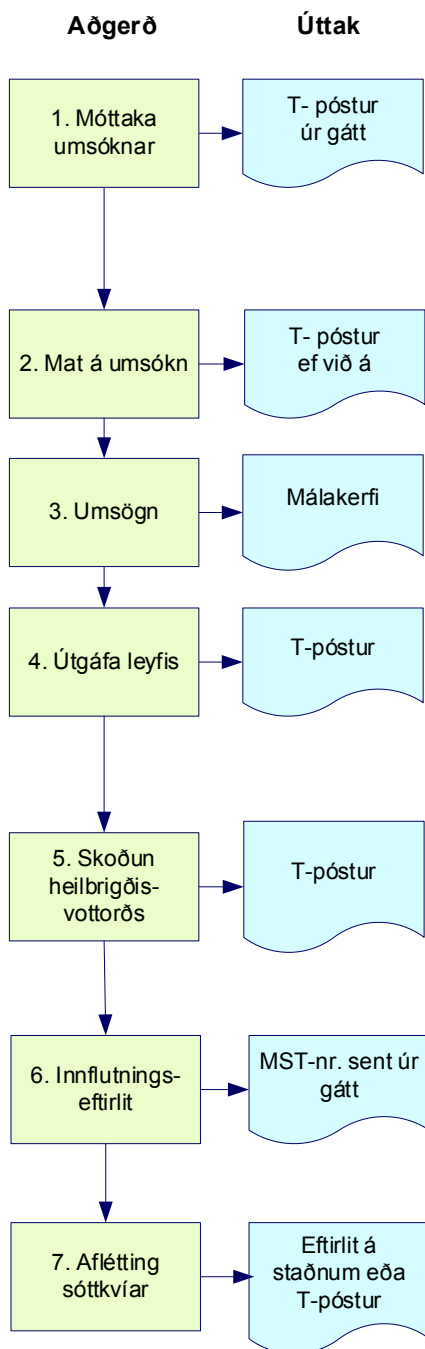 Aðgerð Úttak
1. Móttaka
umsóknar
T- póstur
úr gátt
2. Mat á umsókn
T- póstur
ef við á
3. Umsögn
Málakerfi
4. Útgáfa leyfis
T-póstur
5. Skoðun
heilbrigðis-
vottorðs
T-póstur
6. Innflutnings-
eftirlit
MST-nr. sent úr
gátt
7. Aflétting
sóttkvíar
Eftirlit á
staðnum eða
T-póstur